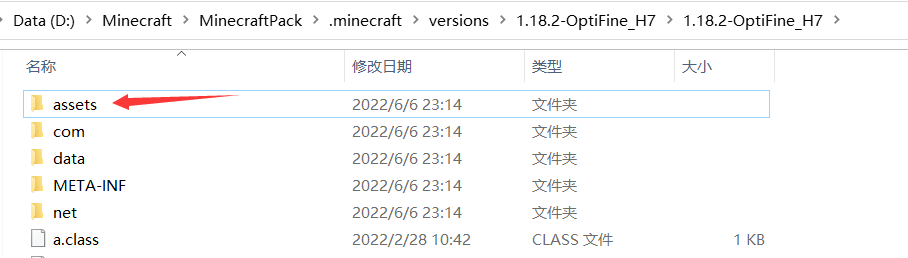 Data (D:) > Minecraft > MinecraftPack > .minecraft > versions > 1.18.2-OptiFine_H7 > 1.18.2-OptiFine_H7 >
名称 修改日期 类型 大小
assets 2022/6/6 23:14 文件夹
com 2022/6/6 23:14 文件夹
data 2022/6/6 23:14 文件夹
META-INF 2022/6/6 23:14 文件夹
net 2022/6/6 23:14 文件夹
a.class 2022/2/28 10:42 CLASS 文件 1 KB